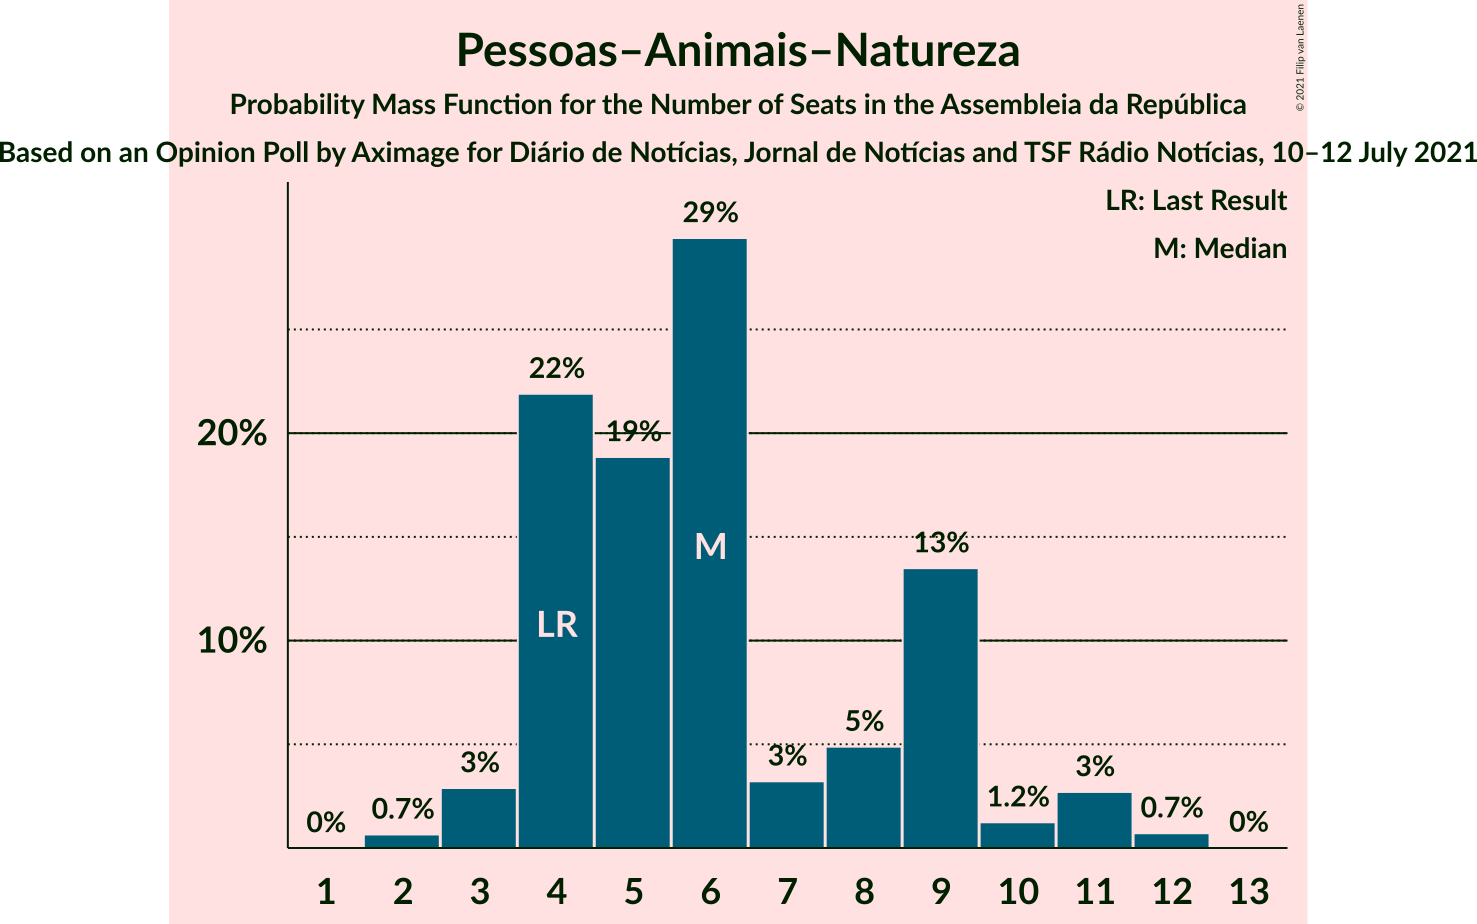 Pessoas–Animais–Natureza
Probability Mass Function for the Number of Seats in the Assembleia da República
Based on an Opinion Poll by Aximage for Diário de Notícias, Jornal de Notícias and TSF Rádio Notícias, 10–12 July 2021
© 2021 Filip van Laenen
LR: Last Result
M: Median
20%
10%
0%
0.7%
3%
22%
19%
29%
3%
5%
13%
1.2%
3%
0.7%
0%
LR
M
1 2 3 4 5 6 7 8 9 10 11 12 13